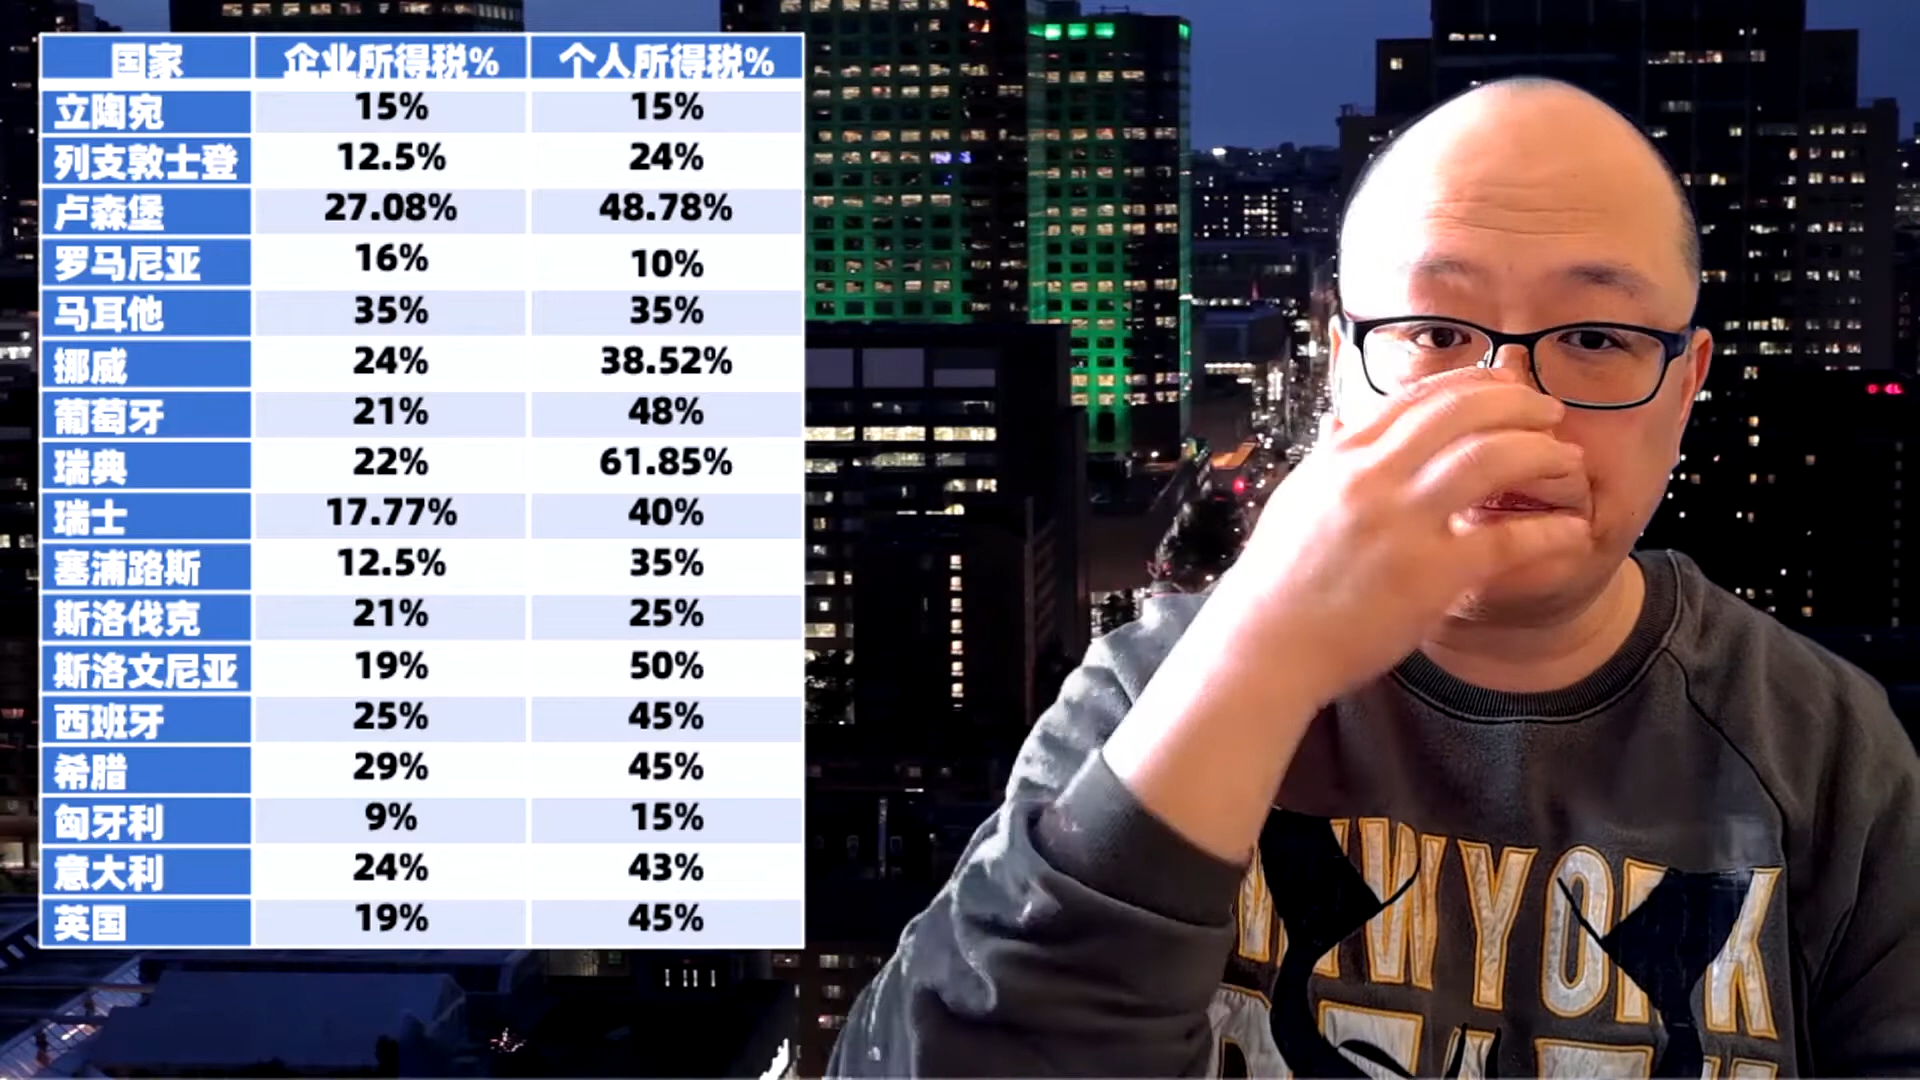 国家 企业所得税% 个人所得税%
立陶宛 15% 15%
列支敦士登 12.5% 24%
卢森堡 27.08% 48.78%
罗马尼亚 16% 10%
马耳他 35% 35%
挪威 24% 38.52%
葡萄牙 21% 48%
瑞典 22% 61.85%
瑞士 17.77% 40%
塞浦路斯 12.5% 35%
斯洛伐克 21% 25%
斯洛文尼亚 19% 50%
西班牙 25% 45%
希腊 29% 45%
匈牙利 9% 15%
意大利 24% 43%
英国 19% 45%